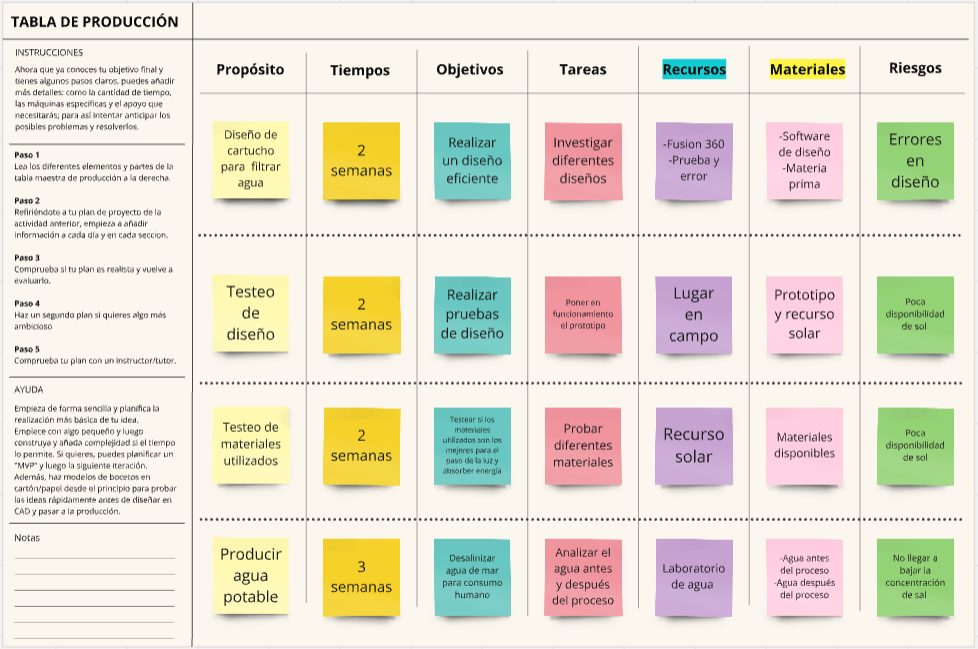 TABLA DE PRODUCCIÓN
INSTRUCCIONES
Ahora que ya conoces tu objetivo final y
tienes algunos pasos claros, puedes añadir
más detalles: como la cantidad de tiempo,
las máquinas específicas y el apoyo que
necesitarás; para así intentar anticipar los
posibles problemas y resolverlos.
Paso 1
Lea los diferentes elementos y partes de la
tabla maestra de producción a la derecha.
Paso 2
Refiriéndote a tu plan de proyecto de la
actividad anterior, empieza a añadir
información a cada día y en cada seccion.
Paso 3
Comprueba si tu plan es realista y vuelve a
evaluarlo.
Paso 4
Haz un segundo plan si quieres algo más
ambicioso
Paso 5
Comprueba tu plan con un instructor/tutor.
AYUDA
Empieza de forma sencilla y planifica la
realización más básica de tu idea.
Empiece con algo pequeño y luego
construya y añada complejidad si el tiempo
lo permite. Si quieres, puedes planificar un
"MVP" y luego la siguiente iteración.
Además, haz modelos de bocetos en
cartón/papel desde el principio para probar
las ideas rápidamente antes de diseñar en
CAD y pasar a la producción.
Notas
Propósito
Tiempos
Objetivos
Tareas
Recursos
Materiales
Riesgos
Diseño de
cartucho
para filtrar
agua
2
semanas
Realizar
un diseño
eficiente
Investigar
diferentes
diseños
-Fusion 360
-Prueba y
error
-Software
de diseño
-Materia
prima
Errores
en
diseño
Testeo
de
diseño
2
semanas
Realizar
pruebas
de diseño
Poner en
funcionamiento
el prototipo
Lugar
en
campo
Prototipo
y recurso
solar
Poca
disponibilidad
de sol
Testeo de
materiales
utilizados
2
semanas
Testear si los
materiales
utilizados son los
mejores para el
paso de la luz y
absorber energía
Probar
diferentes
materiales
Recurso
solar
Materiales
disponibles
Poca
disponibilidad
de sol
Producir
agua
potable
3
semanas
Desalinizar
agua de mar
para consumo
humano
Analizar el
agua antes
y después
del proceso
Laboratorio
de agua
-Agua antes
del proceso
-Agua después
del proceso
No llegar a
bajar la
concentración
de sal